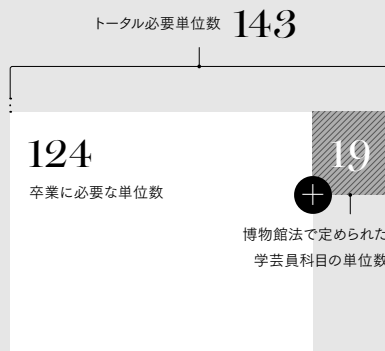 トータル必要単位数 143
124
卒業に必要な単位数
19
博物館法で定められた
学芸員科目の単位数